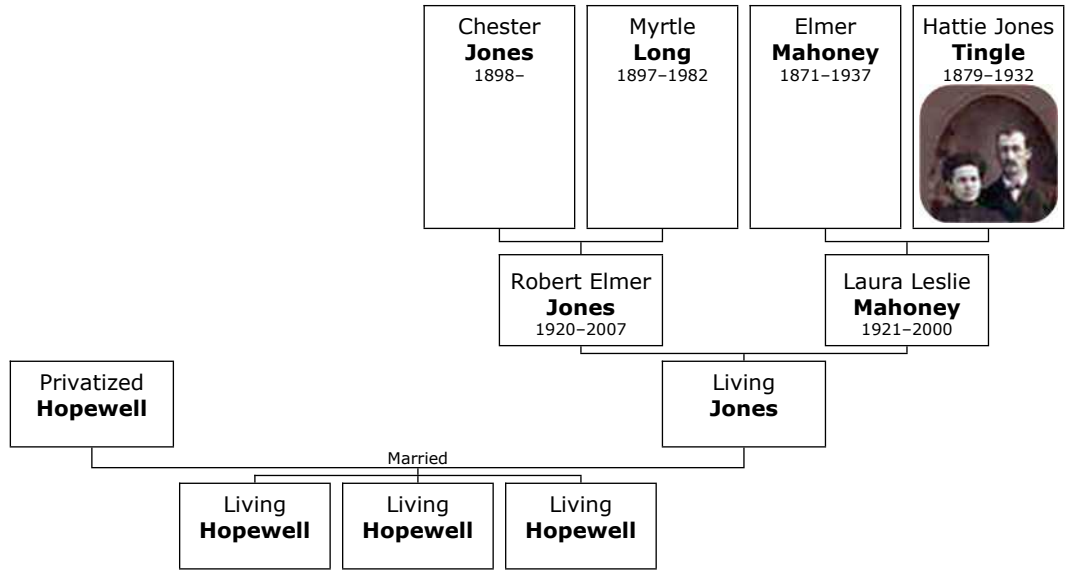 Chester
Jones
1898–
Myrtle
Long
1897–1982
Elmer
Mahoney
1871–1937
Hattie Jones
Tingle
1879–1932
Robert Elmer
Jones
1920–2007
Laura Leslie
Mahoney
1921–2000
Privatized
Hopewell
Living
Jones
Married
Living
Hopewell
Living
Hopewell
Living
Hopewell